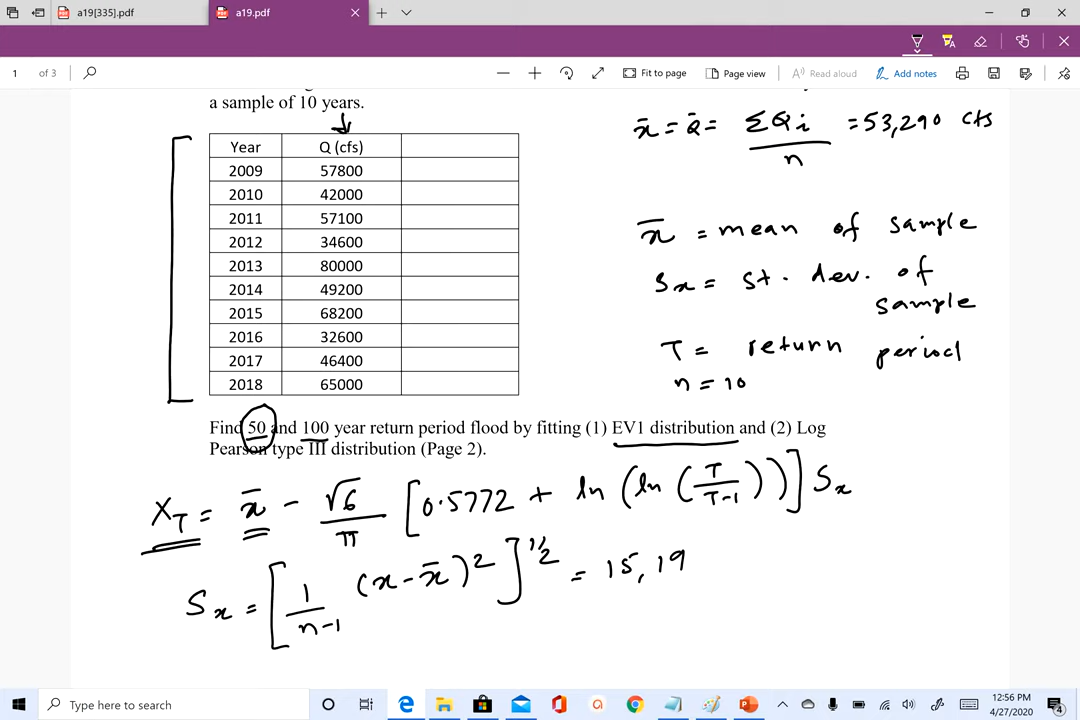 a19[335].pdf
a19.pdf
1 of 3
Fit to page
Page view
Read aloud
Add notes
a sample of 10 years.
Year Q (cfs)
2009 57800
2010 42000
2011 57100
2012 34600
2013 80000
2014 49200
2015 68200
2016 32600
2017 46400
2018 65000
x̄ = Q̄ = ΣQi / n = 53,290 cfs
x̄ = mean of sample
Sx = st. dev. of
sample
T = return period
n = 10
Find 50 and 100 year return period flood by fitting (1) EV1 distribution and (2) Log
Pearson type III distribution (Page 2).
XT = x̄ - √6/π [0.5772 + ln (ln (T/T-1))] Sx
Sx = [1/n-1 (x-x̄)²]^1/2 = 15,19
Type here to search
12:56 PM
4/27/2020
4